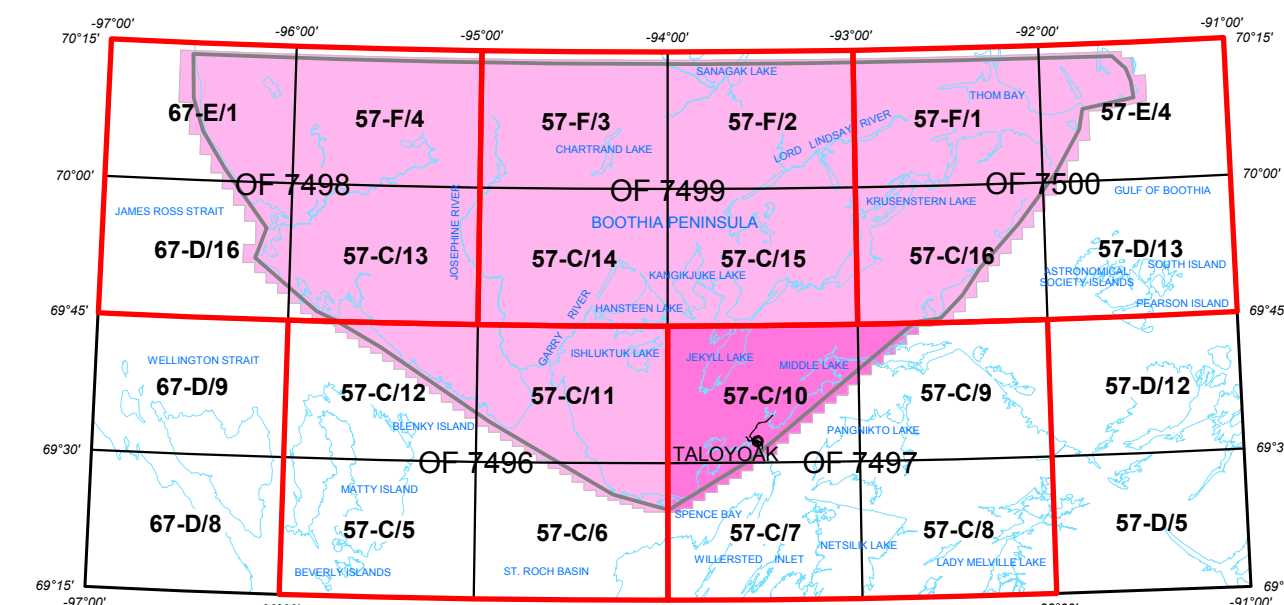 -97°00'
-96°00'
-95°00'
-94°00'
-93°00'
-92°00'
-91°00'
70°15'
70°15'
SANAGAK LAKE
THOM BAY
67-E/1
57-F/4
57-F/3
57-F/2
57-F/1
57-E/4
LORD LINDSAY RIVER
CHARTRAND LAKE
70°00'
70°00'
OF 7498
OF 7499
OF 7500
JOSEPHINE RIVER
GULF OF BOOTHIA
JAMES ROSS STRAIT
KRUSENSTERN LAKE
BOOTHIA PENINSULA
67-D/16
57-C/13
57-C/14
57-C/15
57-C/16
57-D/13
KANGIKJUKE LAKE
ASTRONOMICAL
SOCIETY ISLANDS
SOUTH ISLAND
HANSTEEN LAKE
PEARSON ISLAND
69°45'
69°45'
GARRY RIVER
WELLINGTON STRAIT
ISHLUKTUK LAKE
JEKYLL LAKE
MIDDLE LAKE
67-D/9
57-C/12
57-C/11
57-C/10
57-C/9
57-D/12
BLENKY ISLAND
PANGNIKTO LAKE
69°30'
69°3
TALOYOAK
OF 7496
OF 7497
MATTY ISLAND
SPENCE BAY
67-D/8
57-C/5
57-C/6
57-C/7
57-C/8
57-D/5
NETSILIK LAKE
WILLERSTED INLET
LADY MELVILLE LAKE
BEVERLY ISLANDS
ST. ROCH BASIN
69°15'
69°
-97°00'
-91°00'